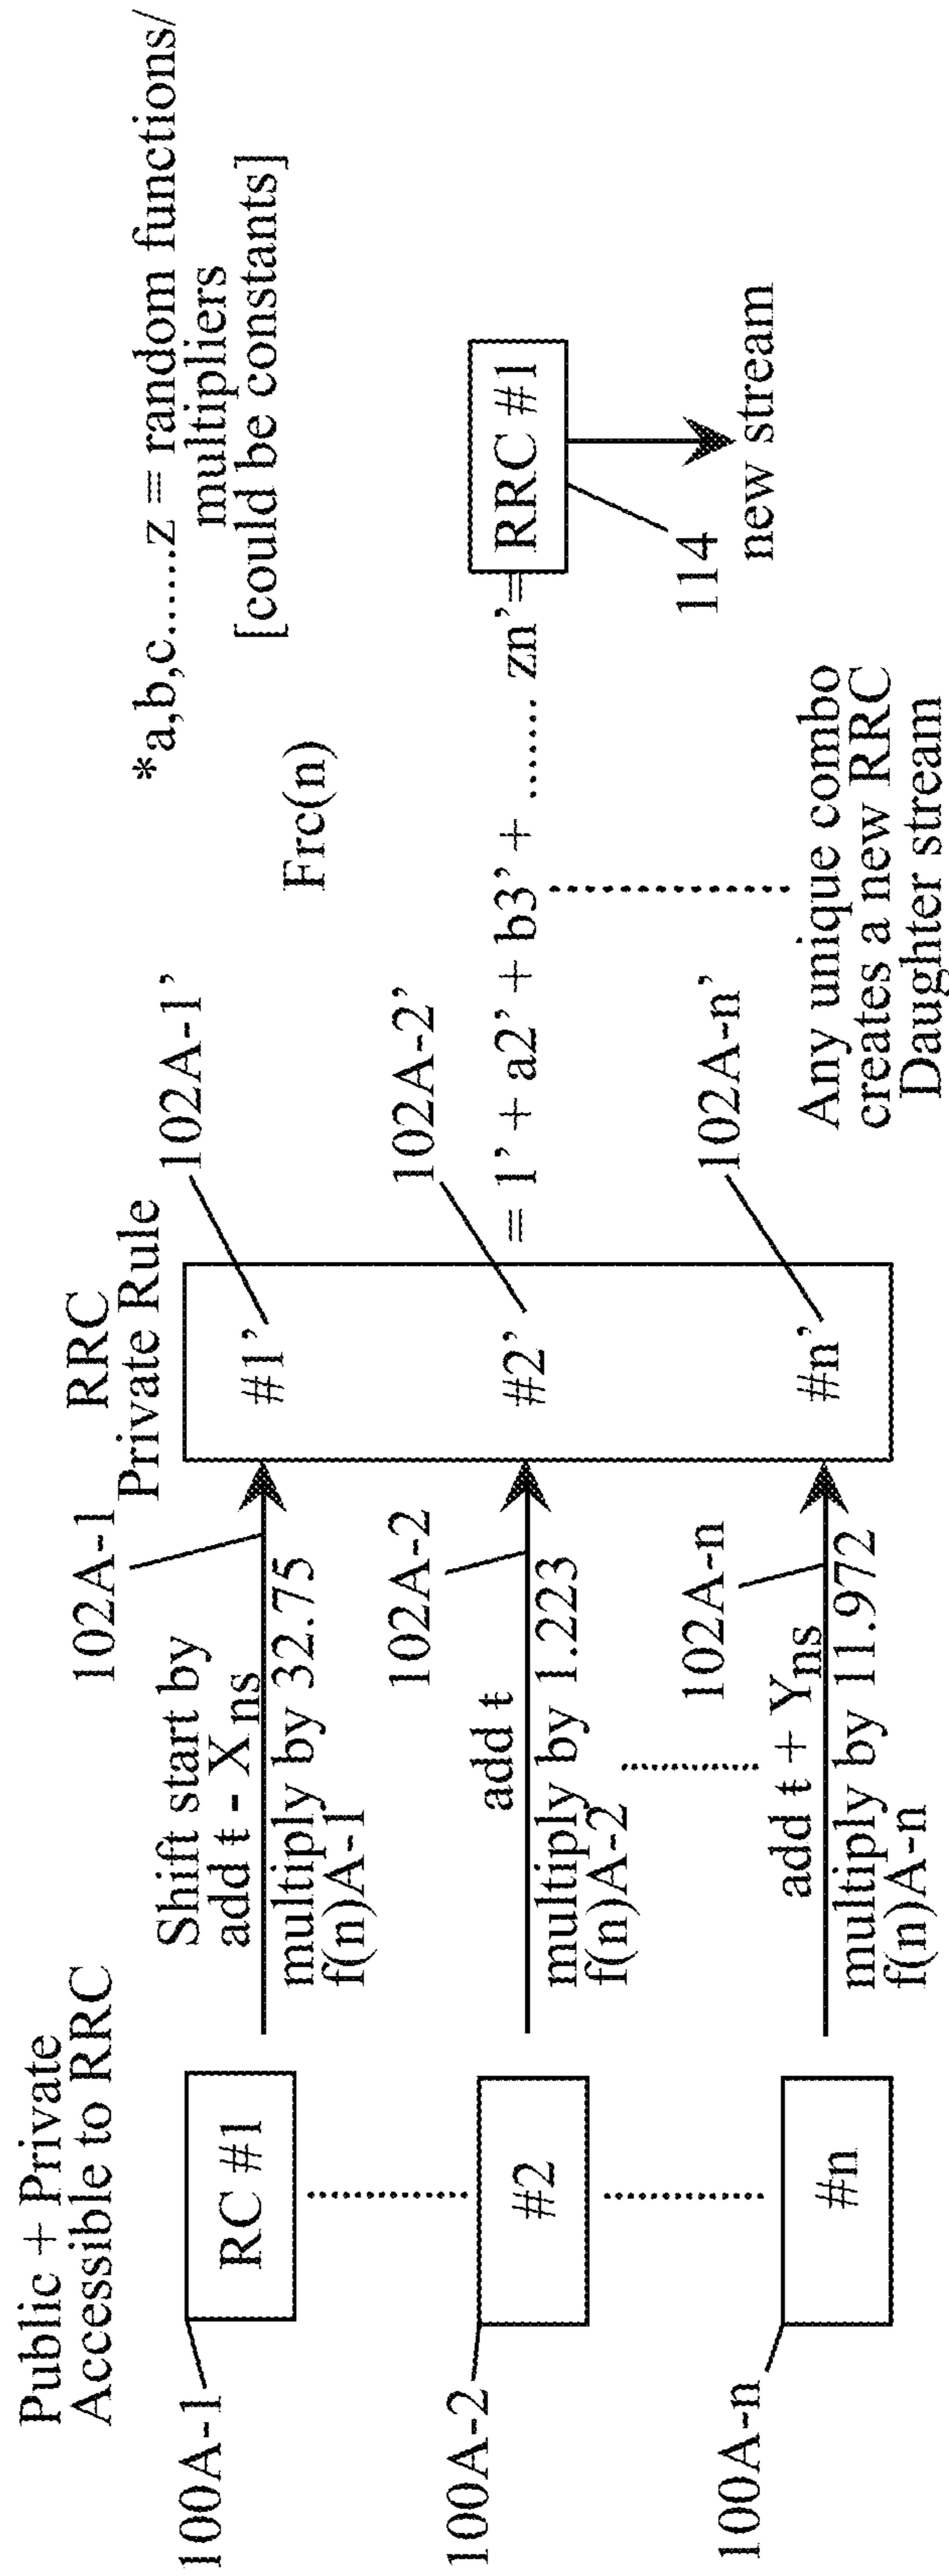 Public + Private
Accessible to RRC
100A-1
RC #1
100A-2
#2
100A-n
#n
Shift start by
add t - Xns
multiply by 32.75
f(n)A-1
102A-1
add t
multiply by 1.223
f(n)A-2
102A-2
add t + Yns
multiply by 11.972
f(n)A-n
102A-n
RRC
Private Rule
#1’
102A-1’
#2’
102A-2’
#n’
102A-n’
= 1’ + a2’ + b3’ + ....... zn’=
Frc(n)
*a,b,c......z = random functions/
multipliers
[could be constants]
RRC #1
114
new stream
Any unique combo
creates a new RRC
Daughter stream